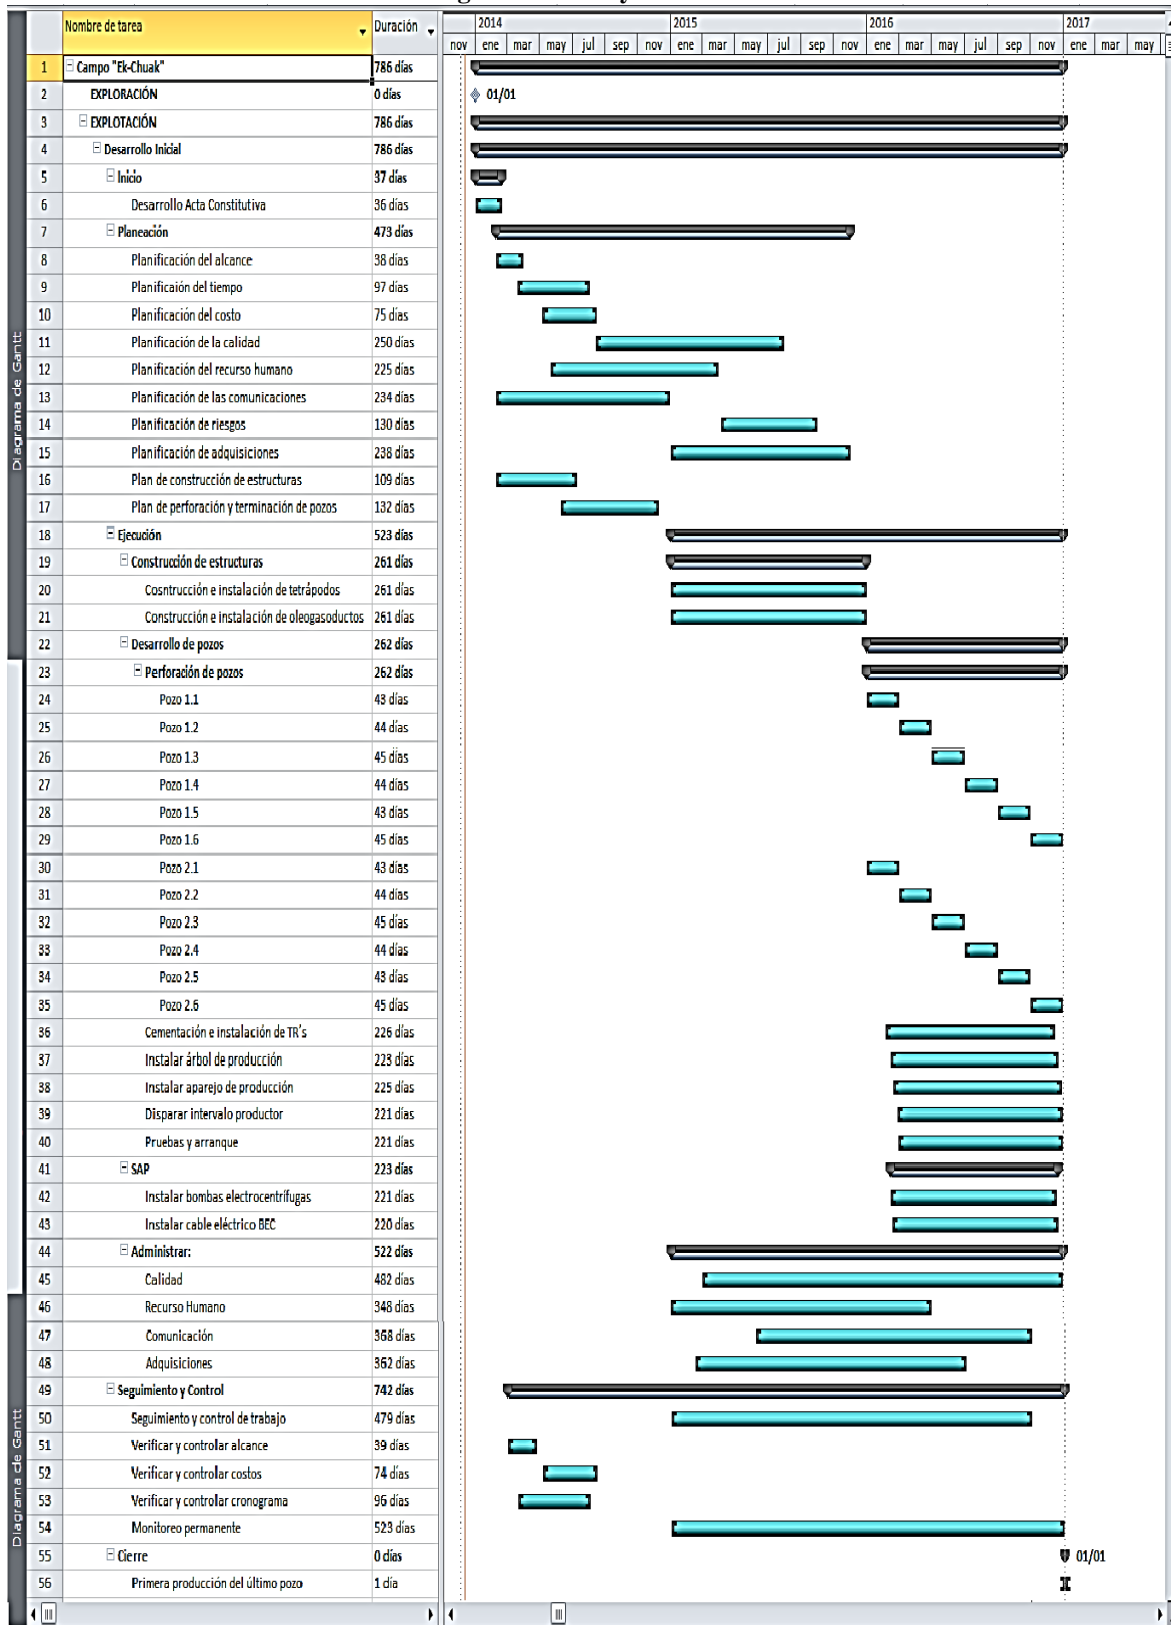 Nombre de tarea Duración 2014 2015 2016 2017
nov ene mar may jul sep nov ene mar may jul sep nov ene mar may jul sep nov ene mar may
1 Campo "Ek-Chuak" 786 días
2 EXPLORACIÓN 0 días 01/01
3 EXPLOTACIÓN 786 días
4 Desarrollo Inicial 786 días
5 Inicio 37 días
6 Desarrollo Acta Constitutiva 36 días
7 Planeación 473 días
8 Planificación del alcance 38 días
9 Planificaión del tiempo 97 días
10 Planificación del costo 75 días
11 Planificación de la calidad 250 días
12 Planificación del recurso humano 225 días
13 Planificación de las comunicaciones 234 días
14 Planificación de riesgos 130 días
15 Planificación de adquisiciones 238 días
16 Plan de construcción de estructuras 109 días
17 Plan de perforación y terminación de pozos 132 días
18 Ejecución 523 días
19 Construcción de estructuras 261 días
20 Cosntrucción e instalación de tetrápodos 261 días
21 Construcción e instalación de oleogasoductos 261 días
22 Desarrollo de pozos 262 días
23 Perforación de pozos 262 días
24 Pozo 1.1 43 días
25 Pozo 1.2 44 días
26 Pozo 1.3 45 días
27 Pozo 1.4 44 días
28 Pozo 1.5 43 días
29 Pozo 1.6 45 días
30 Pozo 2.1 43 días
31 Pozo 2.2 44 días
32 Pozo 2.3 45 días
33 Pozo 2.4 44 días
34 Pozo 2.5 43 días
35 Pozo 2.6 45 días
36 Cementación e instalación de TR's 226 días
37 Instalar árbol de producción 223 días
38 Instalar aparejo de producción 225 días
39 Disparar intervalo productor 221 días
40 Pruebas y arranque 221 días
41 SAP 223 días
42 Instalar bombas electrocentrífugas 221 días
43 Instalar cable eléctrico BEC 220 días
44 Administrar: 522 días
45 Calidad 482 días
46 Recurso Humano 348 días
47 Comunicación 368 días
48 Adquisiciones 362 días
49 Seguimiento y Control 742 días
50 Seguimiento y control de trabajo 479 días
51 Verificar y controlar alcance 39 días
52 Verificar y controlar costos 74 días
53 Verificar y controlar cronograma 96 días
54 Monitoreo permanente 523 días
55 Cierre 0 días 01/01
56 Primera producción del último pozo 1 día
Diagrama de Gantt
Diagrama de Gantt